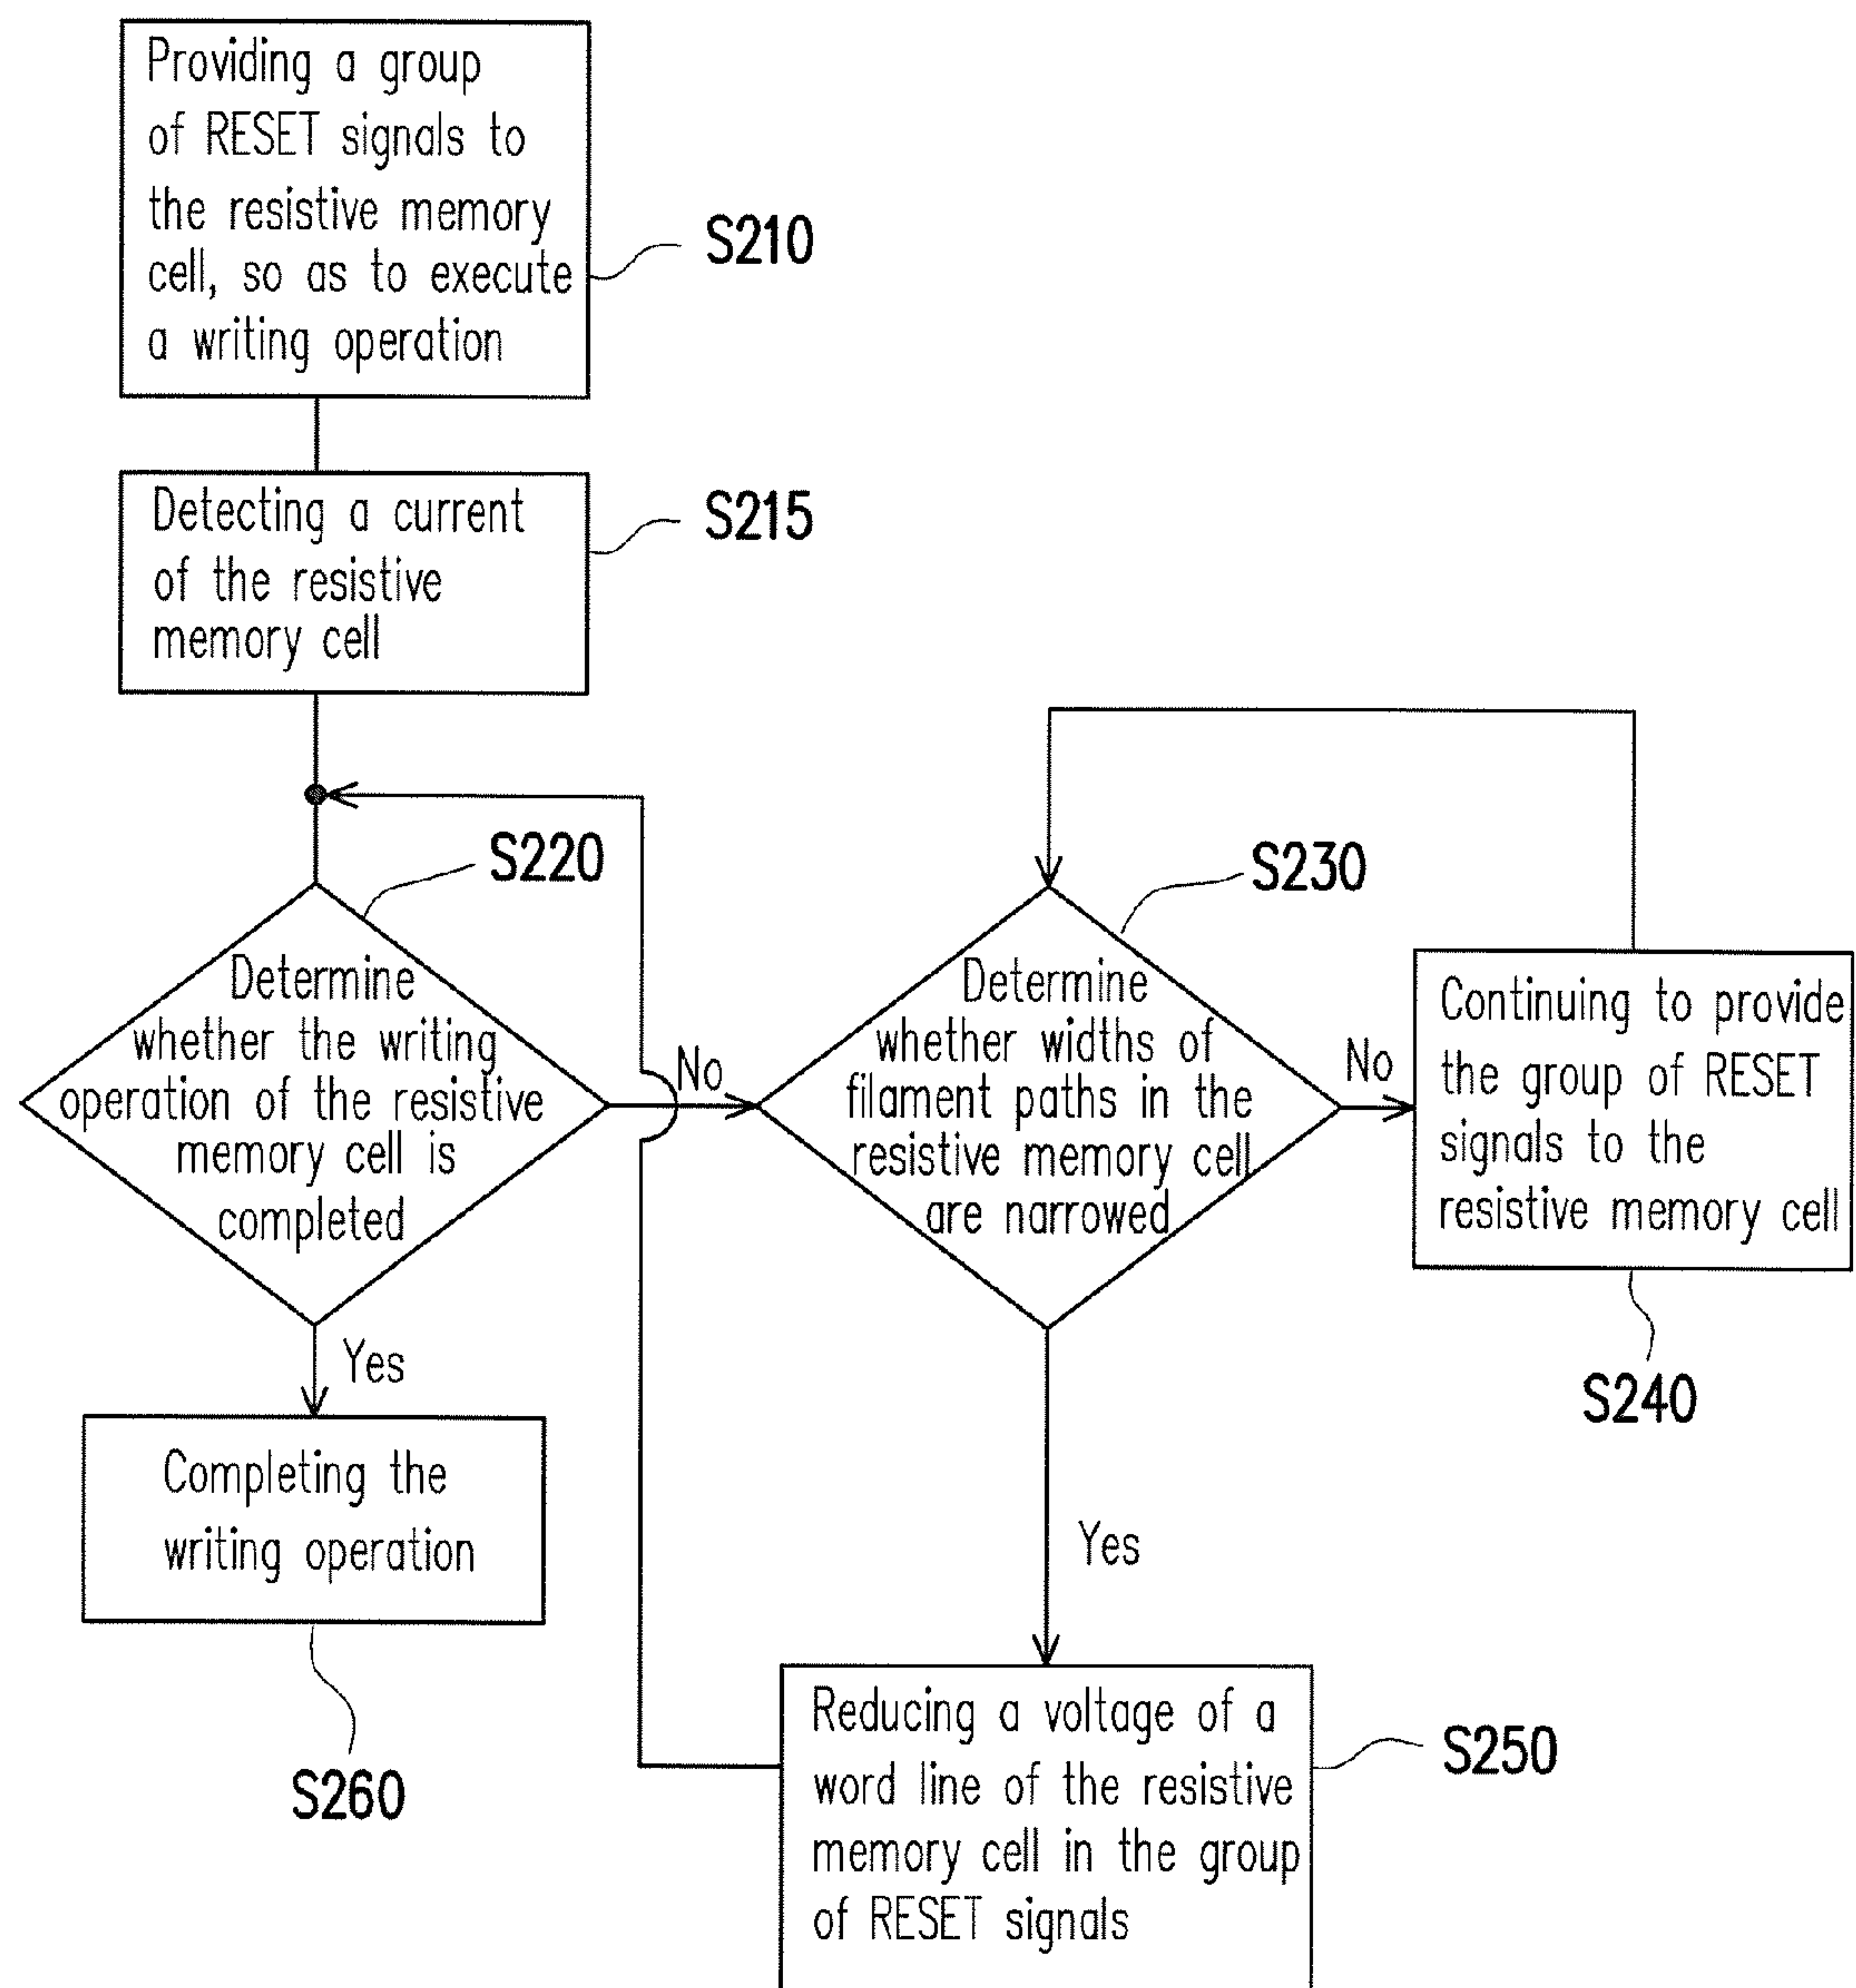 Providing a group
of RESET signals to
the resistive memory
cell, so as to execute
a writing operation
S210
Detecting a current
of the resistive
memory cell
S215
S220
Determine
whether the writing
operation of the resistive
memory cell is
completed
No
Yes
S230
Determine
whether widths of
filament paths in the
resistive memory cell
are narrowed
No
Yes
Continuing to provide
the group of RESET
signals to the
resistive memory cell
S240
Completing the
writing operation
S260
Reducing a voltage of a
word line of the resistive
memory cell in the group
of RESET signals
S250